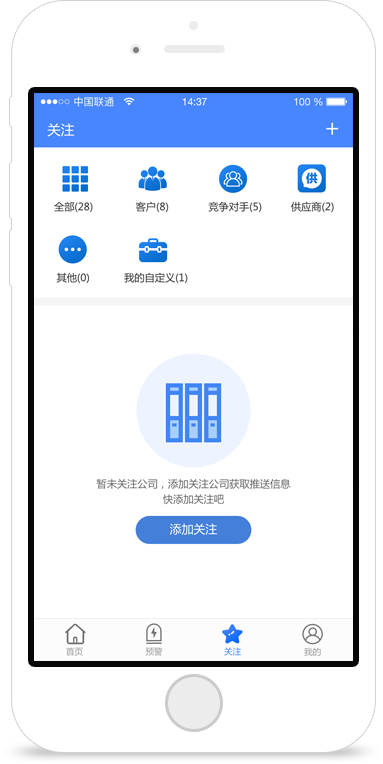 中国联通 14:37 100 %
关注 +
全部(28) 客户(8) 竞争对手(5) 供应商(2)
供
其他(0) 我的自定义(1)
暂未关注公司，添加关注公司获取推送信息
快添加关注吧
添加关注
首页 预警 关注 我的